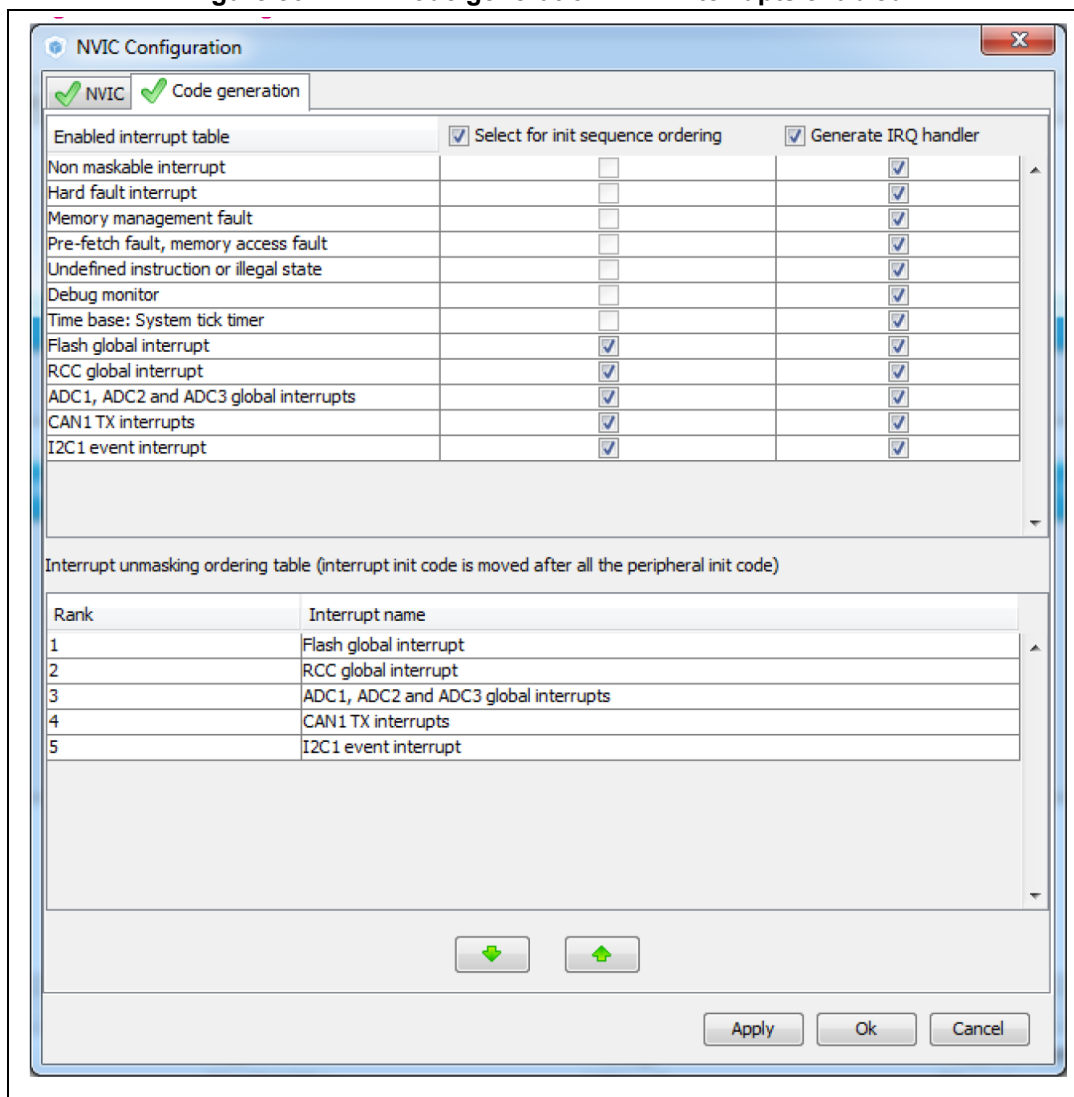 NVIC Configuration
NVIC Code generation
Enabled interrupt table Select for init sequence ordering Generate IRQ handler
Non maskable interrupt
Hard fault interrupt
Memory management fault
Pre-fetch fault, memory access fault
Undefined instruction or illegal state
Debug monitor
Time base: System tick timer
Flash global interrupt
RCC global interrupt
ADC1, ADC2 and ADC3 global interrupts
CAN1 TX interrupts
I2C1 event interrupt
Interrupt unmasking ordering table (interrupt init code is moved after all the peripheral init code)
Rank Interrupt name
1 Flash global interrupt
2 RCC global interrupt
3 ADC1, ADC2 and ADC3 global interrupts
4 CAN1 TX interrupts
5 I2C1 event interrupt
Apply Ok Cancel